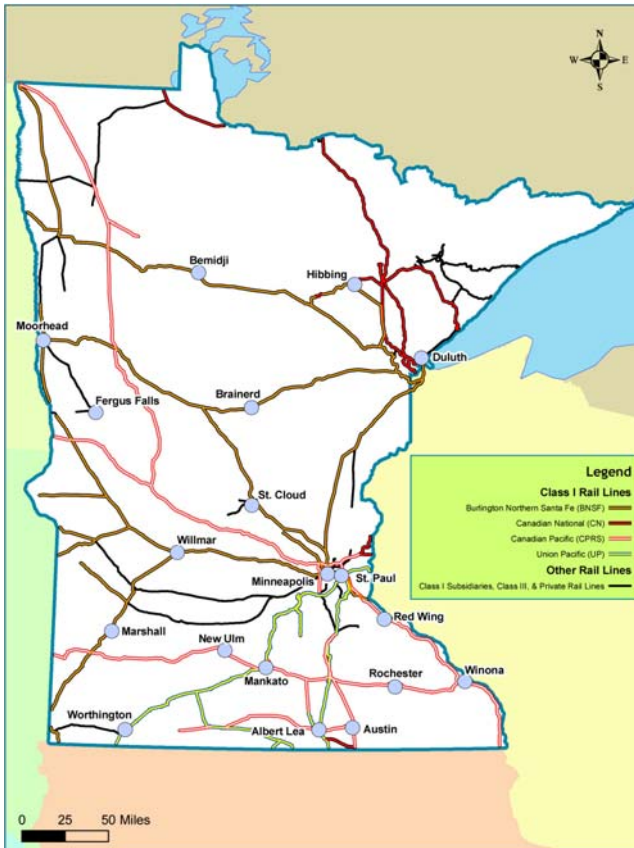 N
W E
S
Bemidji
Hibbing
Moorhead
Duluth
Fergus Falls
Brainerd
Legend
Class I Rail Lines
Burlington Northern Santa Fe (BNSF)
Canadian National (CN)
Canadian Pacific (CPRS)
Union Pacific (UP)
Other Rail Lines
Class I Subsidiaries, Class III, & Private Rail Lines
St. Cloud
Willmar
Minneapolis
St. Paul
Red Wing
Marshall
New Ulm
Mankato
Rochester
Winona
Worthington
Albert Lea
Austin
0 25 50 Miles